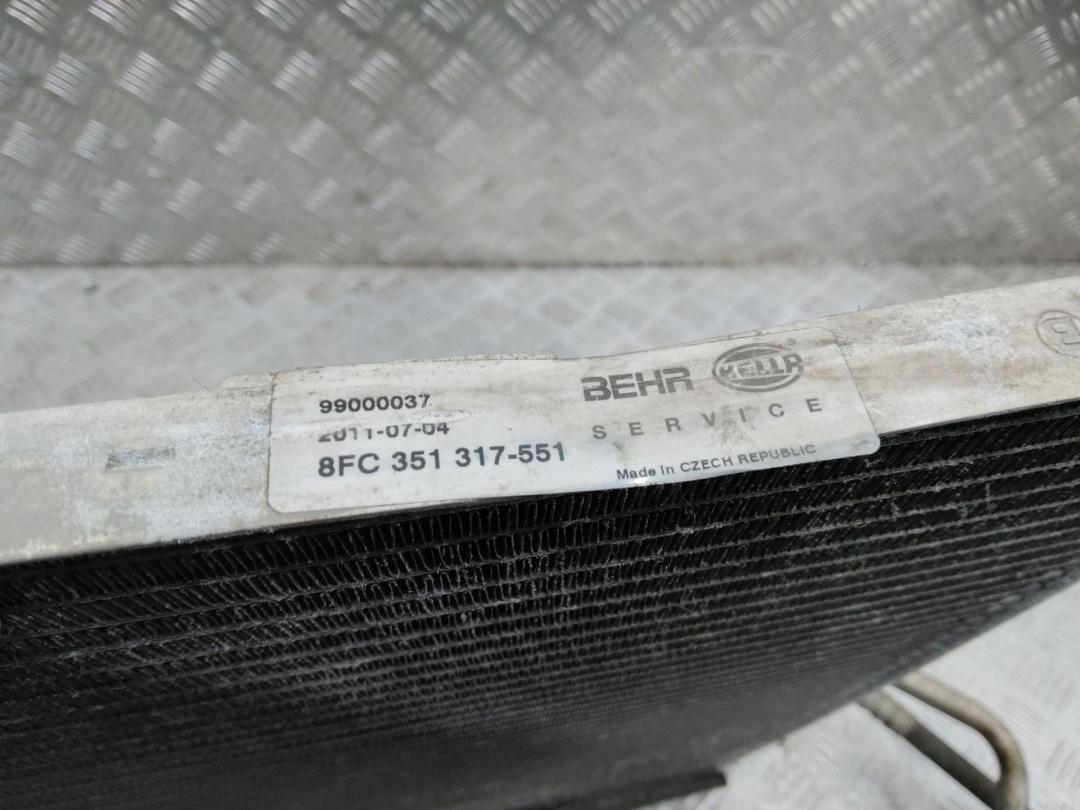 99000037
2011-07-04
8FC 351 317-551
BEHR HELLA®
SERVICE
Made In CZECH REPUBLIC